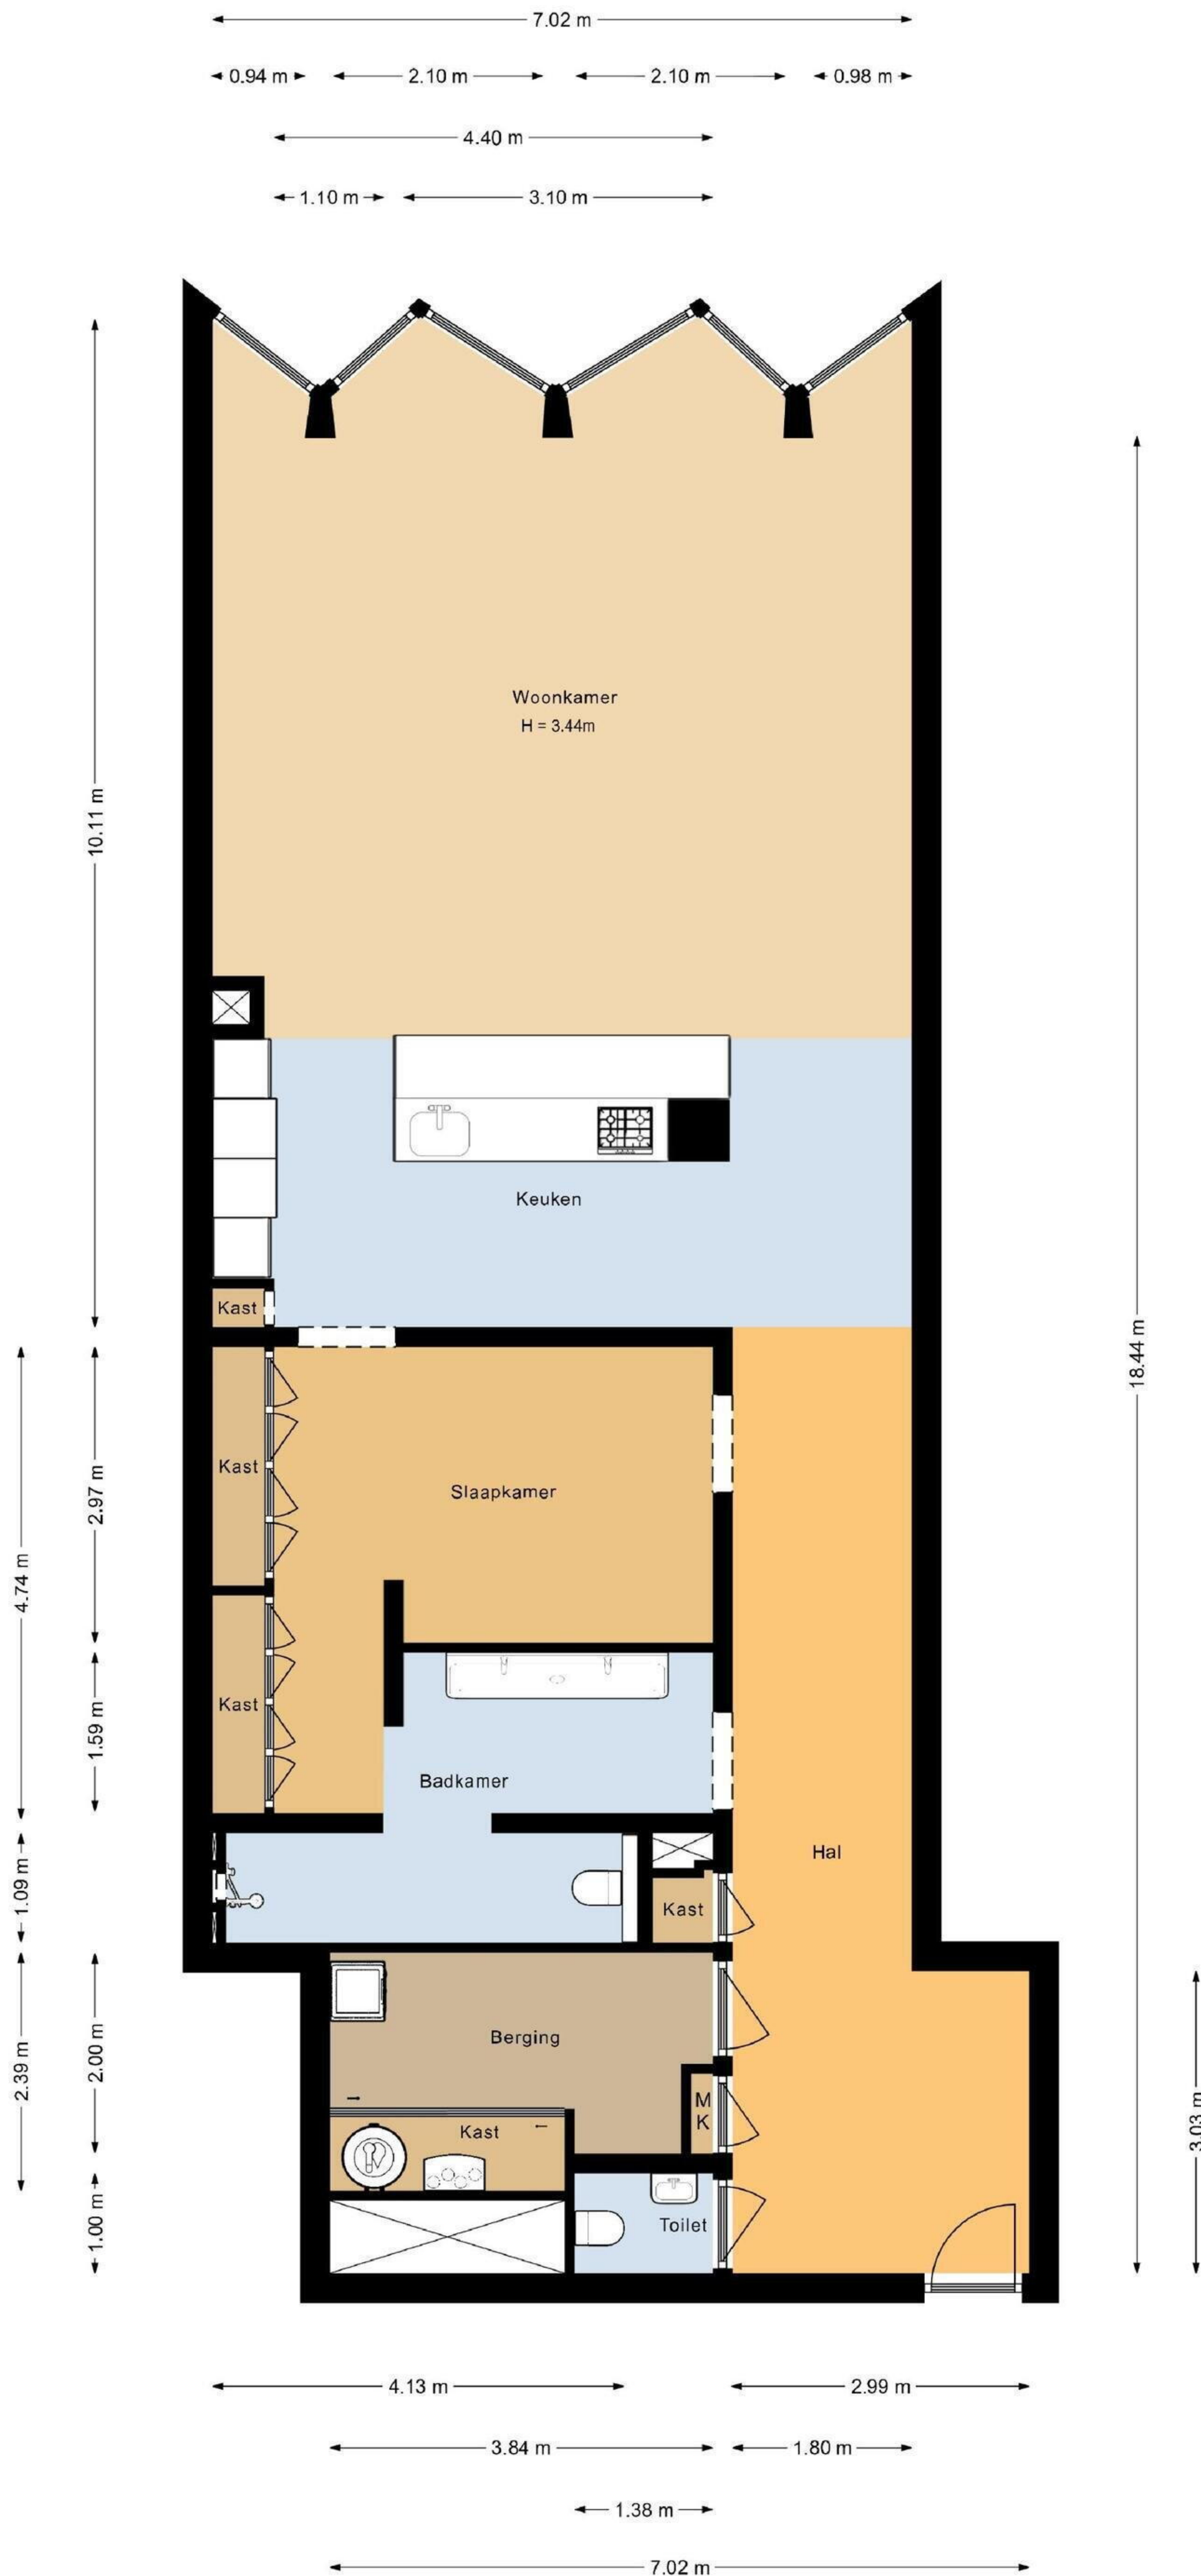 7.02 m
0.94 m
2.10 m
2.10 m
0.98 m
4.40 m
1.10 m
3.10 m
Woonkamer
H = 3.44m
10.11 m
18.44 m
Keuken
Kast
Kast
Slaapkamer
2.97 m
4.74 m
Kast
1.59 m
Badkamer
Hal
1.09 m
Kast
Berging
2.00 m
2.39 m
M
K
Kast
3.03 m
Toilet
1.00 m
4.13 m
2.99 m
3.84 m
1.80 m
1.38 m
7.02 m